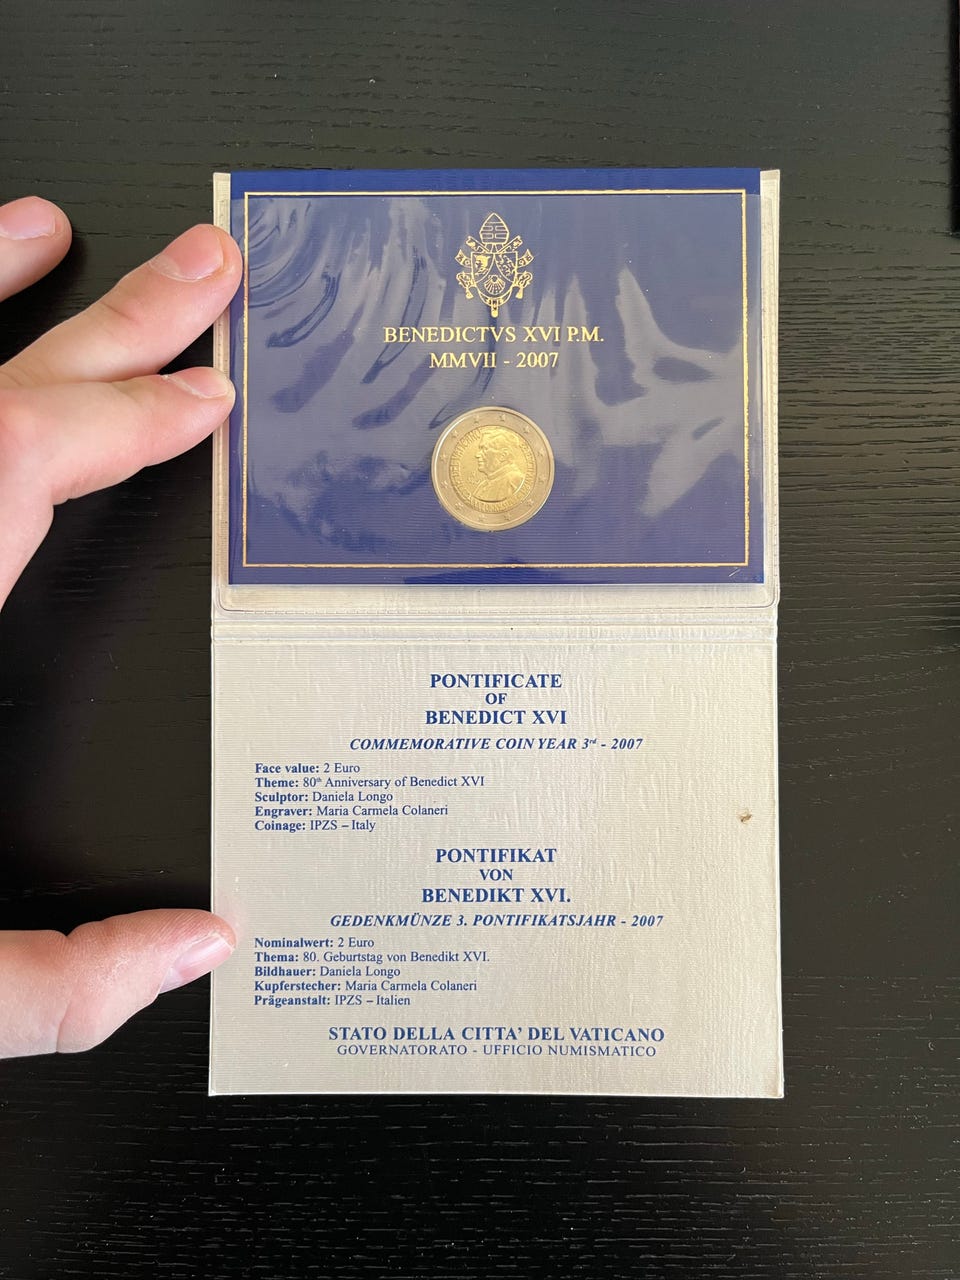 BENEDICTVS XVI P.M.
MMVII - 2007
PONTIFICATE
OF
BENEDICT XVI
COMMEMORATIVE COIN YEAR 3rd - 2007
Face value: 2 Euro
Theme: 80th Anniversary of Benedict XVI
Sculptor: Daniela Longo
Engraver: Maria Carmela Colaneri
Coinage: IPZS – Italy
PONTIFIKAT
VON
BENEDIKT XVI.
GEDENKMÜNZE 3. PONTIFIKATSJAHR - 2007
Nominalwert: 2 Euro
Thema: 80. Geburtstag von Benedikt XVI.
Bildhauer: Daniela Longo
Kupferstecher: Maria Carmela Colaneri
Prägeanstalt: IPZS – Italien
STATO DELLA CITTA' DEL VATICANO
GOVERNATORATO - UFFICIO NUMISMATICO